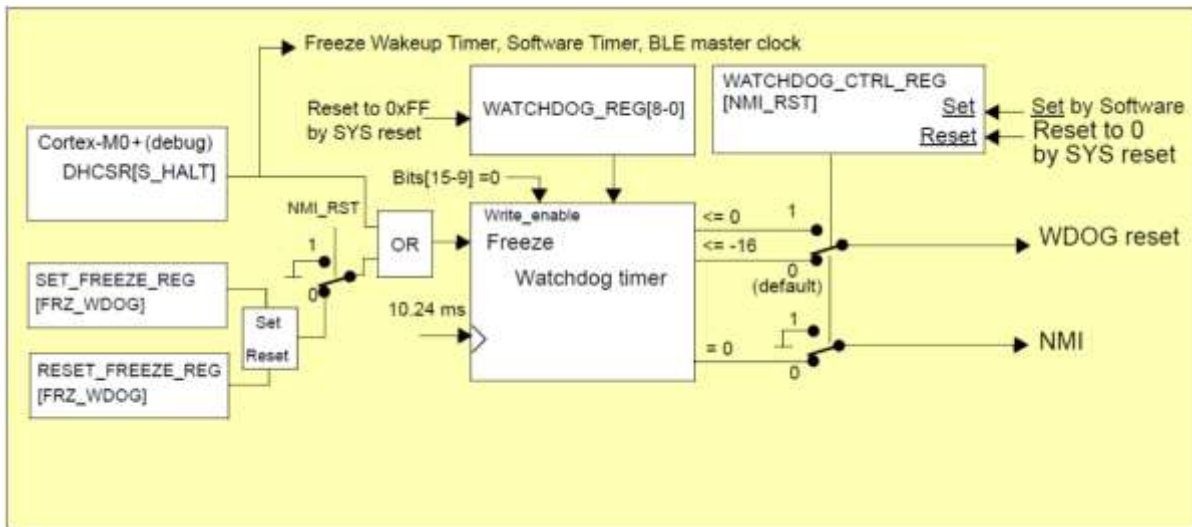 Freeze Wakeup Timer, Software Timer, BLE master clock
WATCHDOG_CTRL_REG
[NMI_RST]
Set
Reset
Set by Software
Reset to 0
by SYS reset
Reset to 0xFF
by SYS reset
WATCHDOG_REG[8-0]
Cortex-M0+(debug)
DHCSR[S_HALT]
Bits[15-9] =0
NMI_RST
1
0
OR
Write_enable
Freeze
Watchdog timer
<= 0
<= -16
1
0
(default)
WDOG reset
SET_FREEZE_REG
[FRZ_WDOG]
Set
Reset
10.24 ms
RESET_FREEZE_REG
[FRZ_WDOG]
= 0
1
0
NMI